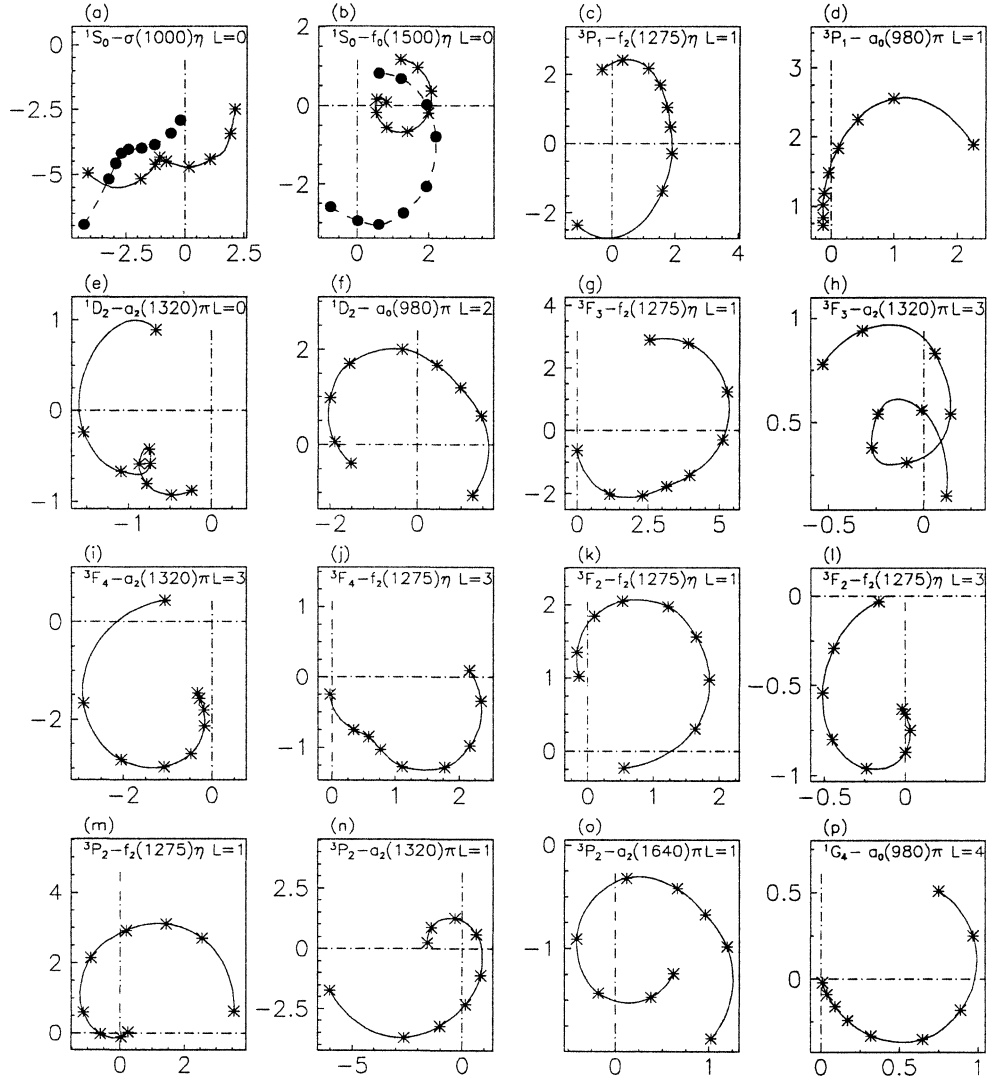 (a) (b) (c) (d)
¹S₀–σ(1000)η L=0
¹S₀–f₀(1500)η L=0
³P₁–f₂(1275)η L=1
³P₁–a₀(980)π L=1
0
−2.5
−5
−2.5 0 2.5
2
0
−2
0 2
2
0
−2
0 2 4
3
2
1
0 1 2
(e) (f) (g) (h)
¹D₂–a₂(1320)πL=0
¹D₂–a₀(980)π L=2
³F₃–f₂(1275)η L=1
³F₃–a₂(1320)πL=3
1
0
−1
−1 0
2
0
−2 0 2
4
2
0
−2
0 2.5 5
1
0.5
−0.5 0
(i) (j) (k) (l)
³F₄–a₂(1320)πL=3
³F₄–f₂(1275)η L=3
³F₂–f₂(1275)η L=1
³F₂–f₂(1275)η L=3
0
−2
−2 0
1
0
−1
0 1 2
2
1
0
0 1 2
0
−0.5
−1
−0.5 0
(m) (n) (o) (p)
³P₂–f₂(1275)η L=1
³P₂–a₂(1320)πL=1
³P₂–a₂(1640)πL=1
¹G₄–a₀(980)π L=4
4
2
0
0 2
2.5
0
−2.5
−5 0
0
−1
0 1
0.5
0
0 0.5 1